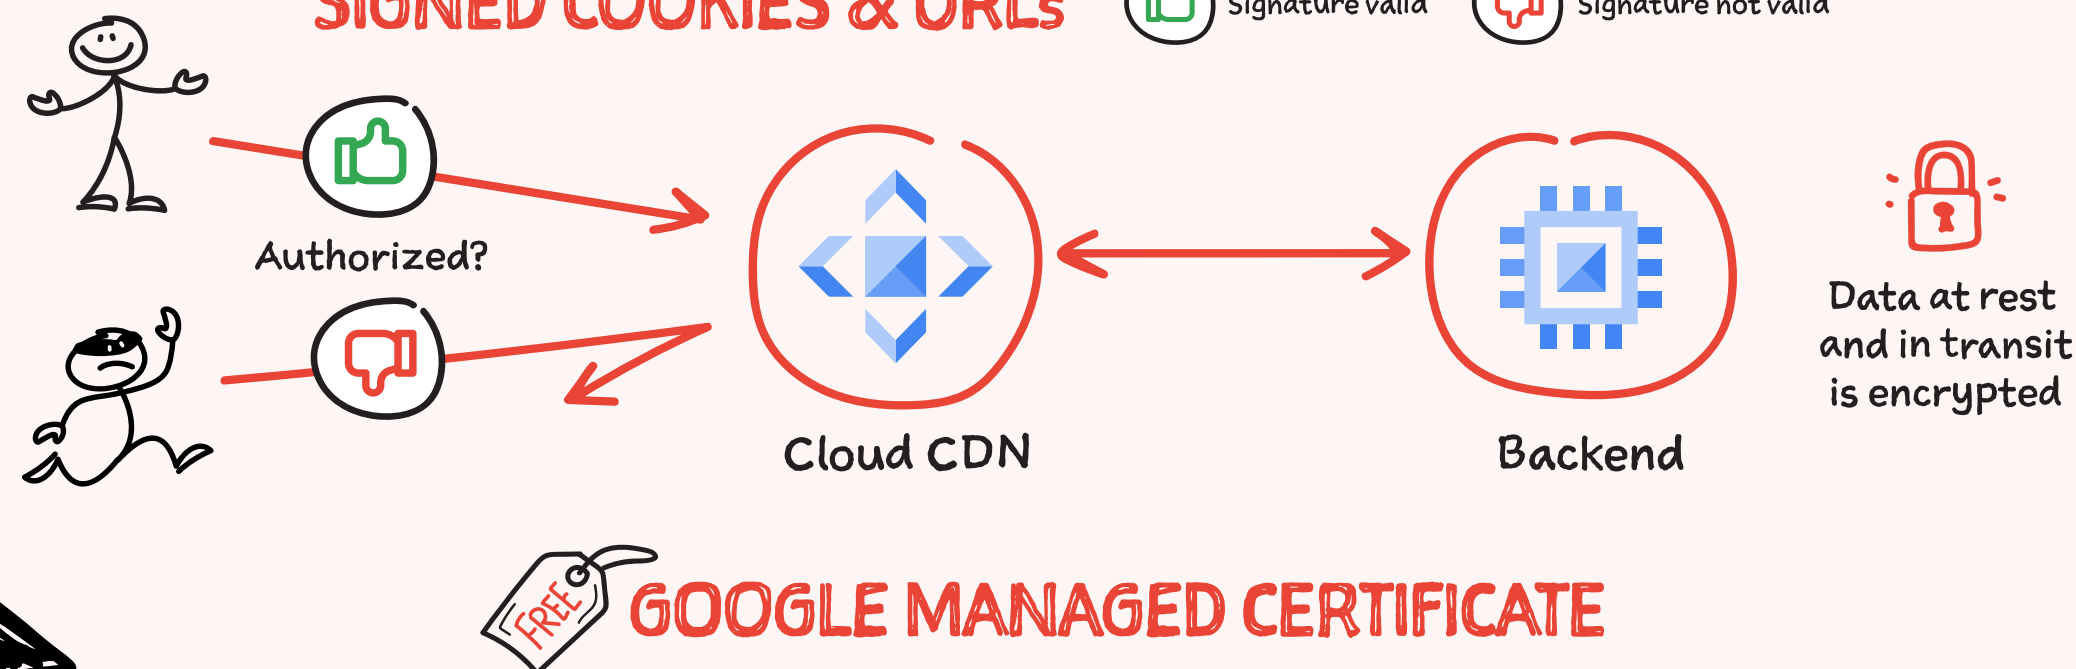 SIGNED COOKIES & URLs
Signature valid
Signature not valid
Authorized?
Cloud CDN
Backend
Data at rest
and in transit
is encrypted
FREE
GOOGLE MANAGED CERTIFICATE